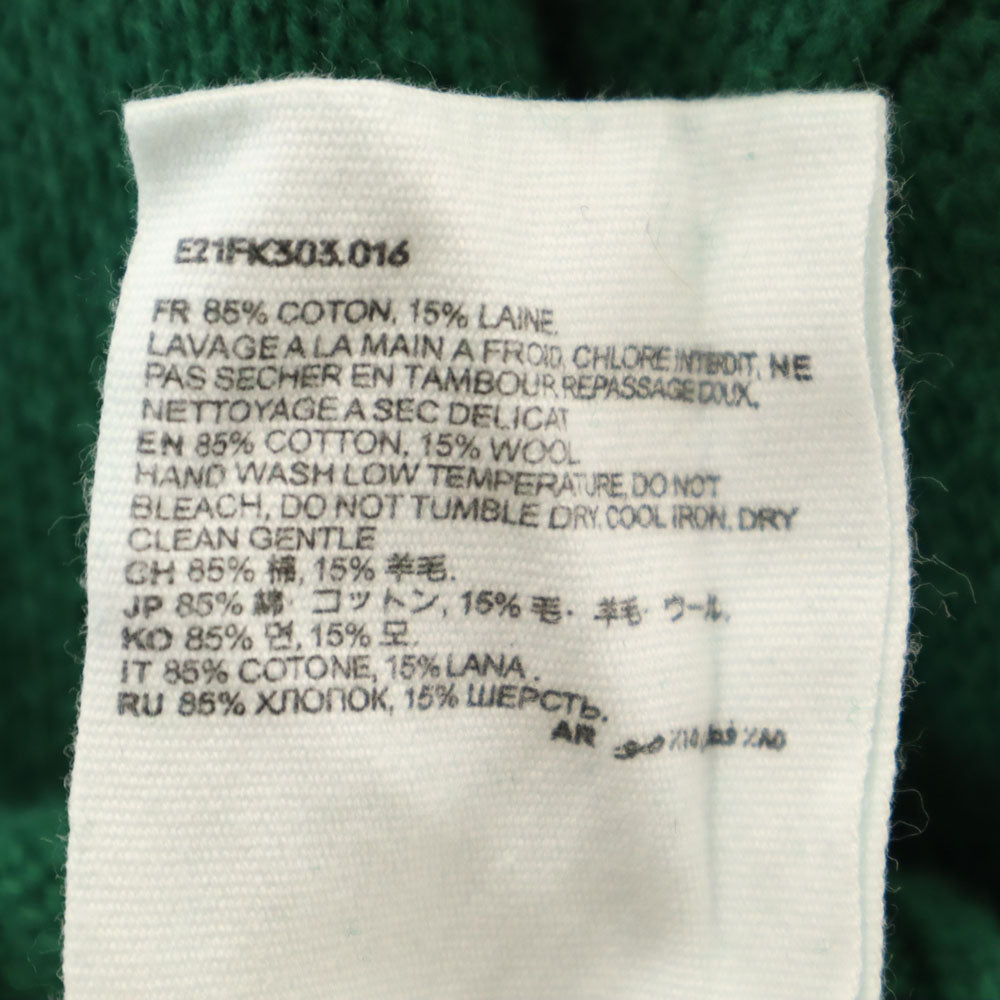 E21FK303.016
FR 85% COTON, 15% LAINE.
LAVAGE A LA MAIN A FROID, CHLORE INTERDIT, NE
PAS SECHER EN TAMBOUR, REPASSAGE DOUX,
NETTOYAGE A SEC DELICAT
EN 85% COTTON, 15% WOOL
HAND WASH LOW TEMPERATURE, DO NOT
BLEACH, DO NOT TUMBLE DRY, COOL IRON, DRY
CLEAN GENTLE
CH 85% 棉, 15% 羊毛.
JP 85% 綿· コットン, 15% 毛· 羊毛· ウール.
KO 85% 면, 15% 모.
IT 85% COTONE, 15% LANA.
RU 85% ХЛОПОК, 15% ШЕРСТЬ.
AR